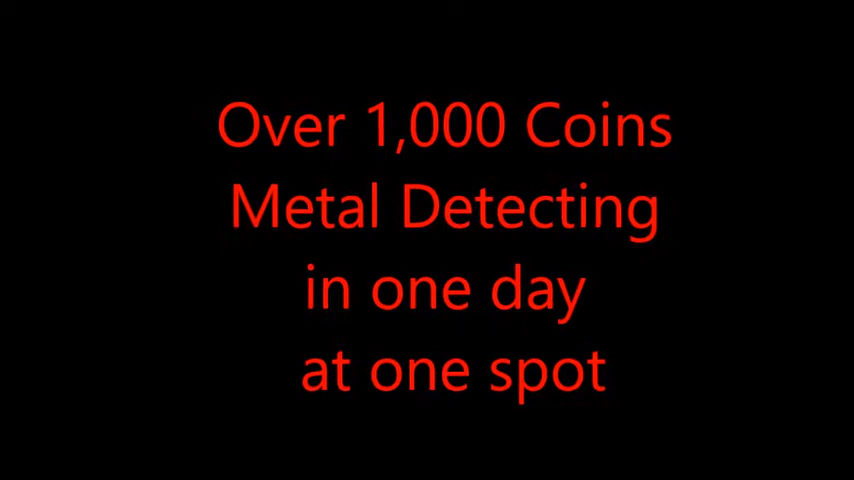 Over 1,000 Coins
Metal Detecting
in one day
at one spot